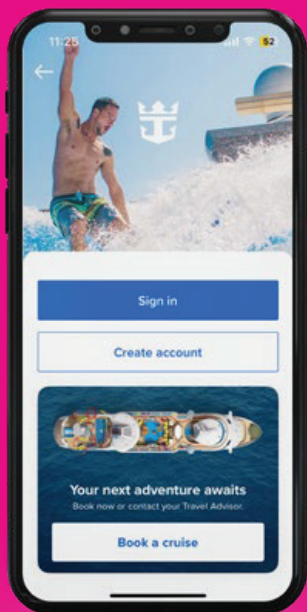 11:25
52
Sign in
Create account
Your next adventure awaits
Book now or contact your Travel Advisor.
Book a cruise